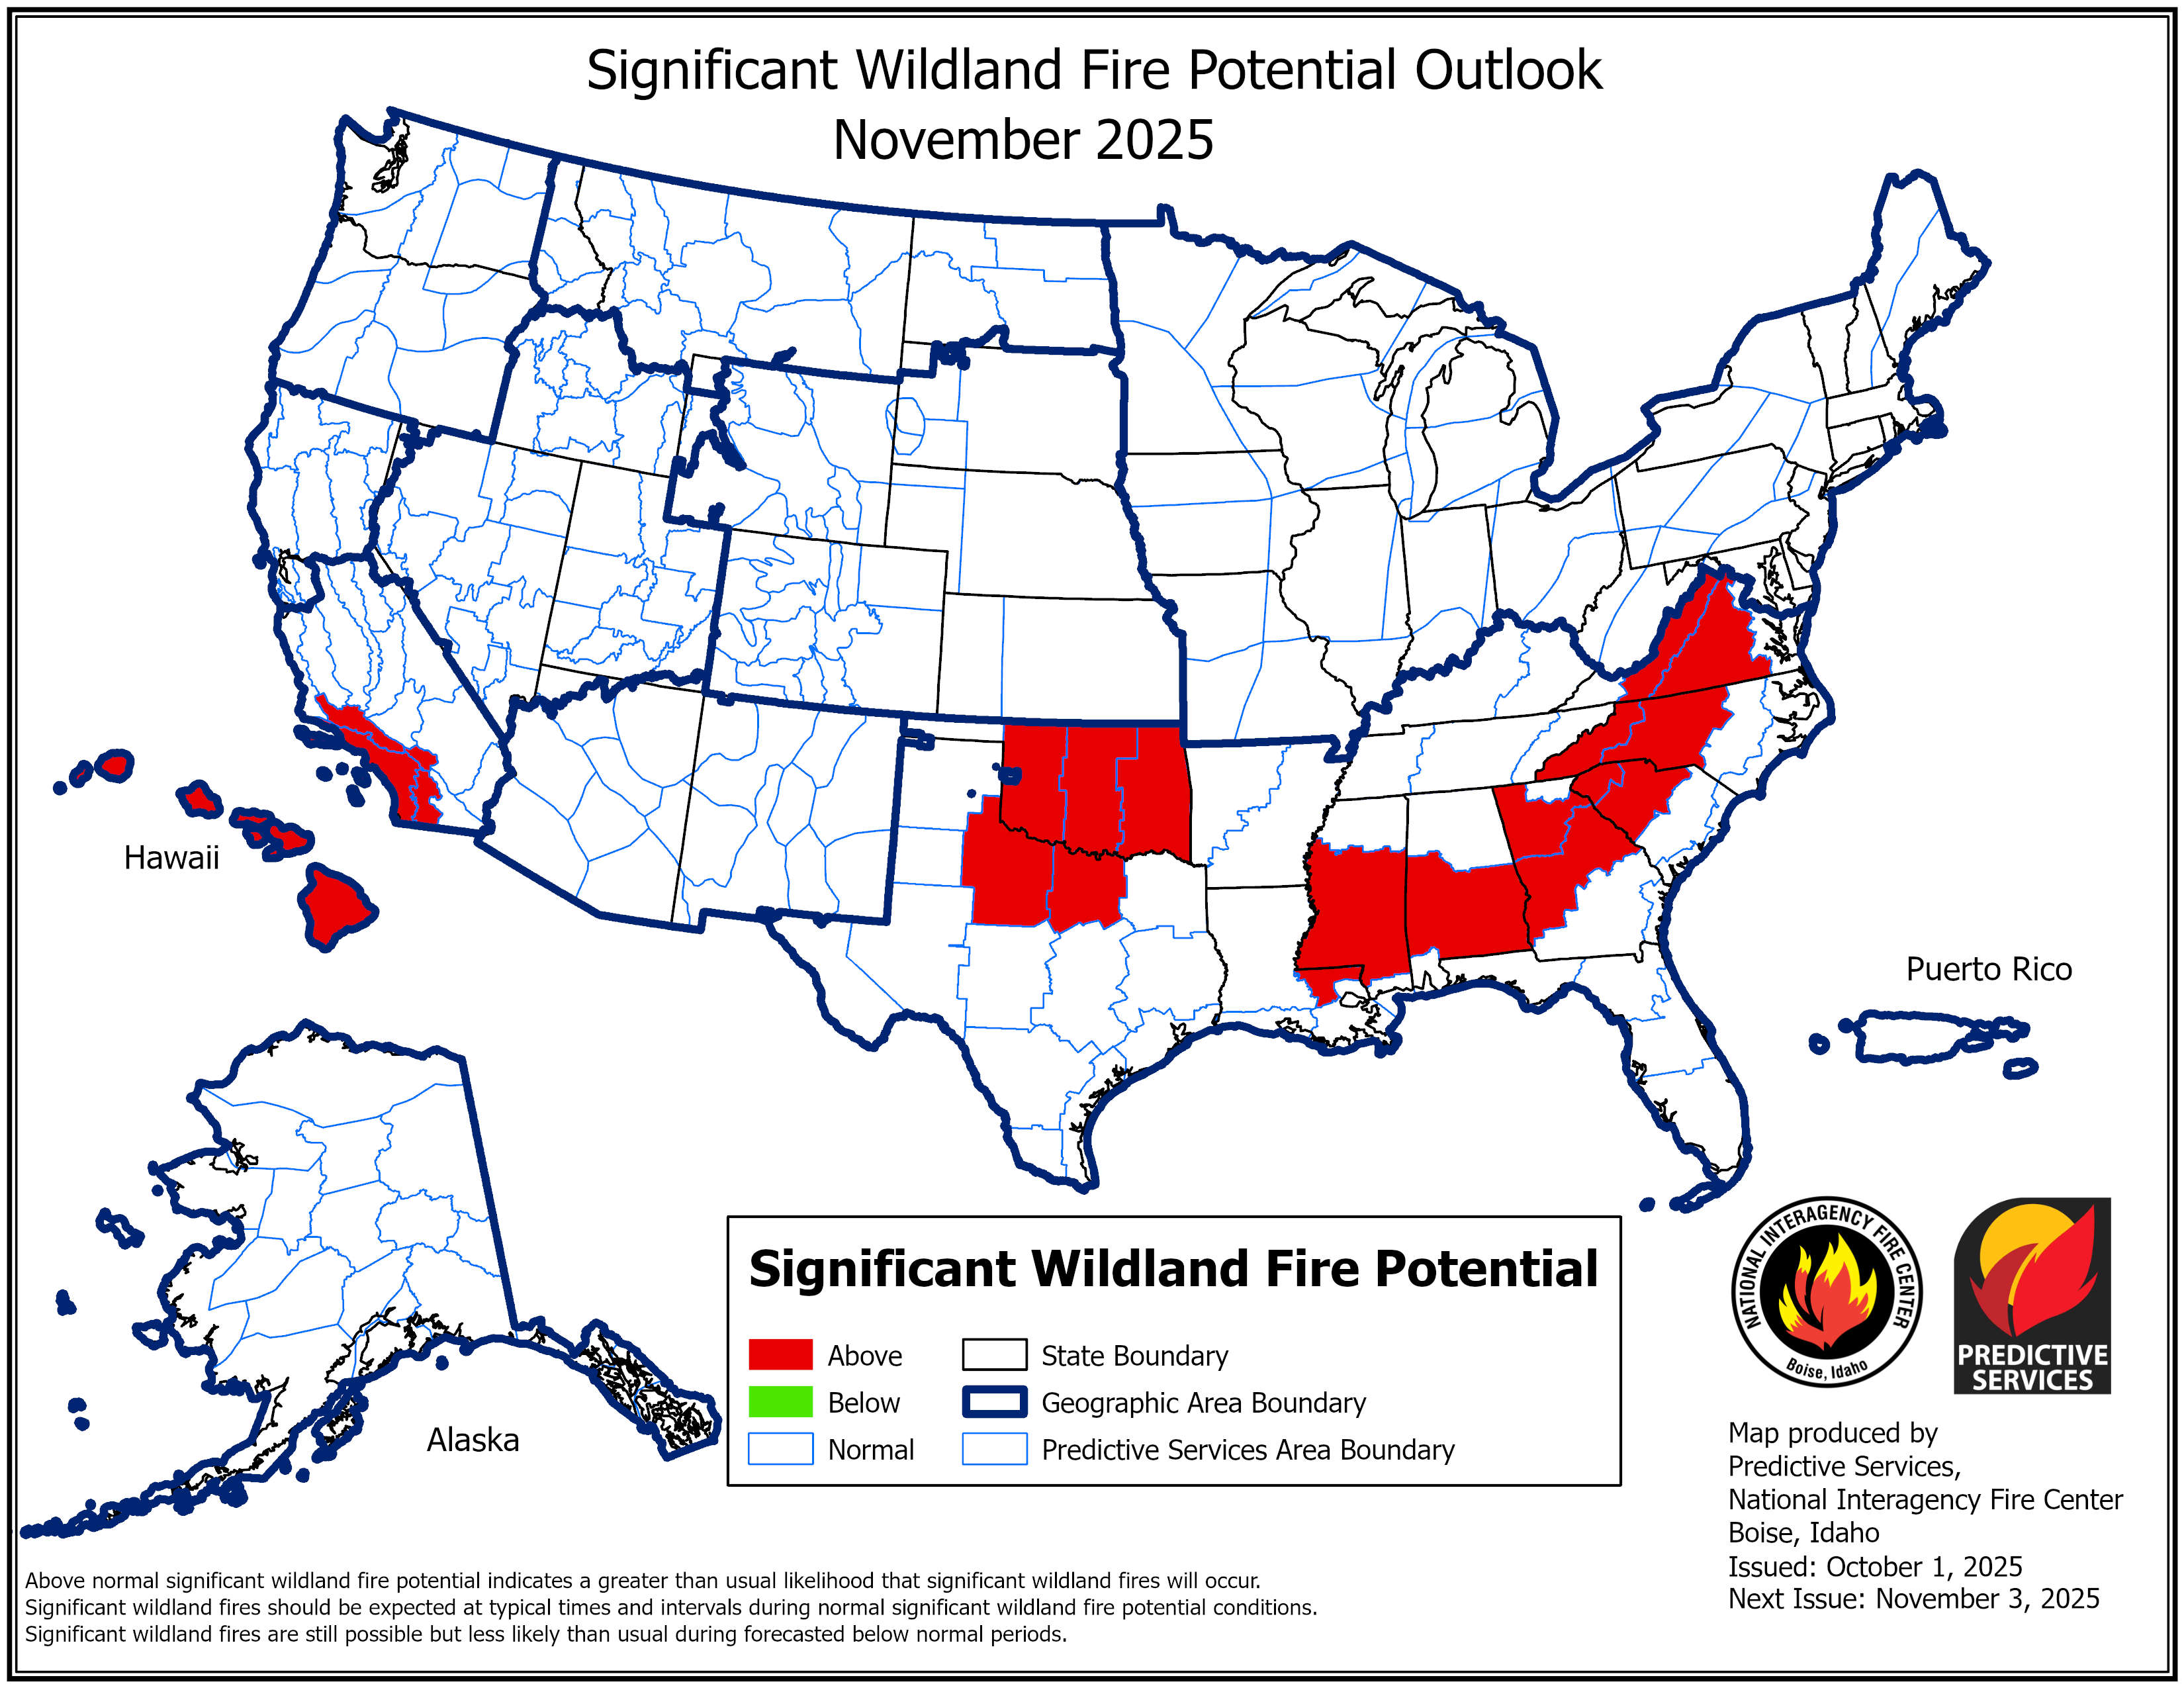 Significant Wildland Fire Potential Outlook
November 2025
Hawaii
Puerto Rico
Alaska
Significant Wildland Fire Potential
Above
State Boundary
Below
Geographic Area Boundary
Normal
Predictive Services Area Boundary
NATIONAL INTERAGENCY FIRE CENTER
Boise, Idaho
PREDICTIVE
SERVICES
Map produced by
Predictive Services,
National Interagency Fire Center
Boise, Idaho
Issued: October 1, 2025
Next Issue: November 3, 2025
Above normal significant wildland fire potential indicates a greater than usual likelihood that significant wildland fires will occur.
Significant wildland fires should be expected at typical times and intervals during normal significant wildland fire potential conditions.
Significant wildland fires are still possible but less likely than usual during forecasted below normal periods.